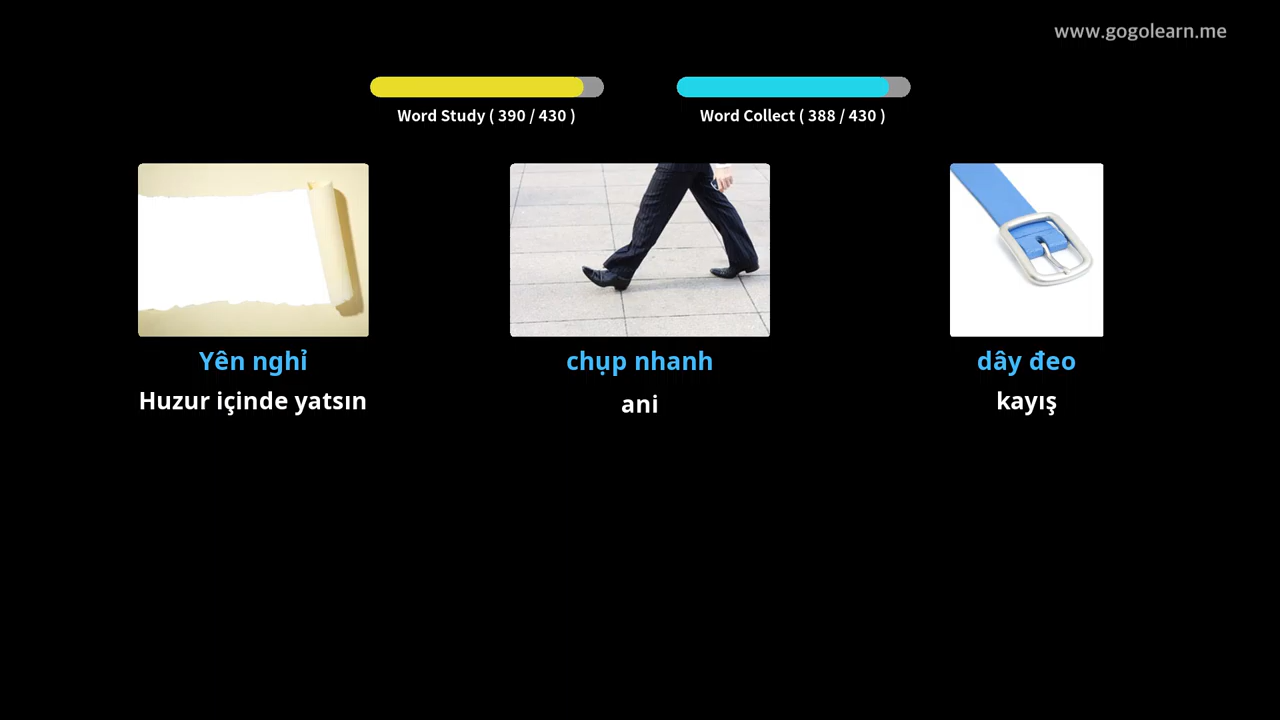 www.gogolearn.me
Word Study ( 390 / 430 )
Word Collect ( 388 / 430 )
Yên nghỉ
Huzur içinde yatsın
chụp nhanh
ani
dây đeo
kayış